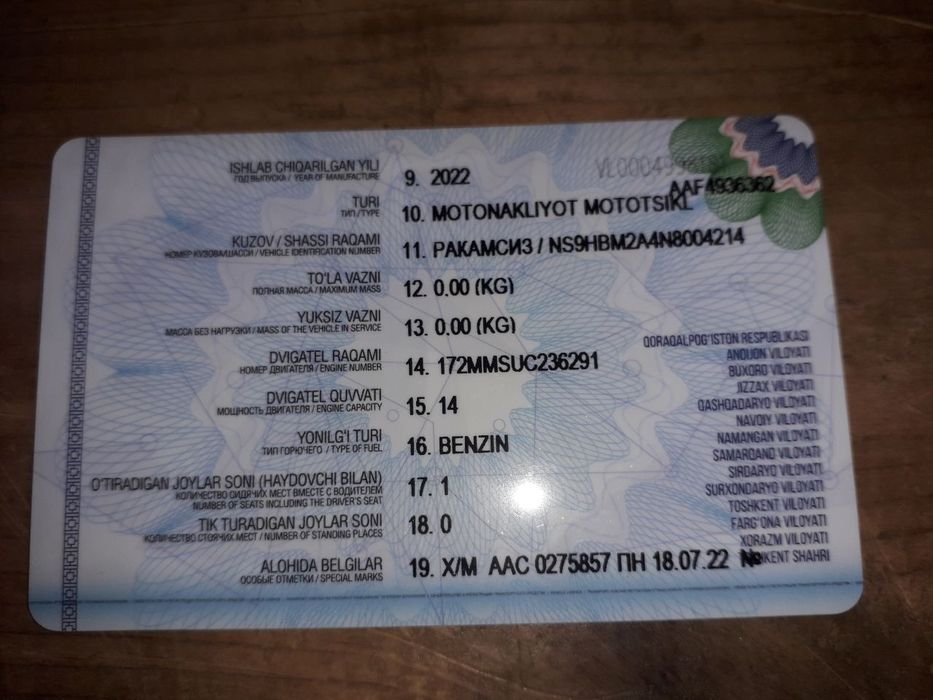 ISHLAB CHIQARILGAN YILI
ГОД ВЫПУСКА / YEAR OF MANUFACTURE
9. 2022
AAF4936362
TURI
ТИП / TYPE
10. MOTONAKLIYOT MOTOTSIKL
KUZOV / SHASSI RAQAMI
НОМЕР КУЗОВА/ШАССИ / VEHICLE IDENTIFICATION NUMBER
11. РАКАМСИЗ / NS9HBM2A4N8004214
TO'LA VAZNI
ПОЛНАЯ МАССА / MAXIMUM MASS
12. 0.00 (KG)
YUKSIZ VAZNI
МАССА БЕЗ НАГРУЗКИ / MASS OF THE VEHICLE IN SERVICE
13. 0.00 (KG)
DVIGATEL RAQAMI
НОМЕР ДВИГАТЕЛЯ / ENGINE NUMBER
14. 172MMSUC236291
DVIGATEL QUVVATI
МОЩНОСТЬ ДВИГАТЕЛЯ / ENGINE CAPACITY
15. 14
YONILG'I TURI
ТИП ГОРЮЧЕГО / TYPE OF FUEL
16. BENZIN
O'TIRADIGAN JOYLAR SONI (HAYDOVCHI BILAN)
КОЛИЧЕСТВО СИДЯЧИХ МЕСТ ВМЕСТЕ С ВОДИТЕЛЕМ
NUMBER OF SEATS INCLUDING THE DRIVER'S SEAT
17. 1
TIK TURADIGAN JOYLAR SONI
КОЛИЧЕСТВО СТОЯЧИХ МЕСТ / NUMBER OF STANDING PLACES
18. 0
ALOHIDA BELGILAR
ОСОБЫЕ ОТМЕТКИ / SPECIAL MARKS
19. Х/М ААС 0275857 ПН 18.07.22 №
QORAQALPOG'ISTON RESPUBLIKASI
ANDIJON VILOYATI
BUXORO VILOYATI
JIZZAX VILOYATI
QASHQADARYO VILOYATI
NAVOIY VILOYATI
NAMANGAN VILOYATI
SAMARQAND VILOYATI
SIRDARYO VILOYATI
SURXONDARYO VILOYATI
TOSHKENT VILOYATI
FARG'ONA VILOYATI
XORAZM VILOYATI
SHAHRI